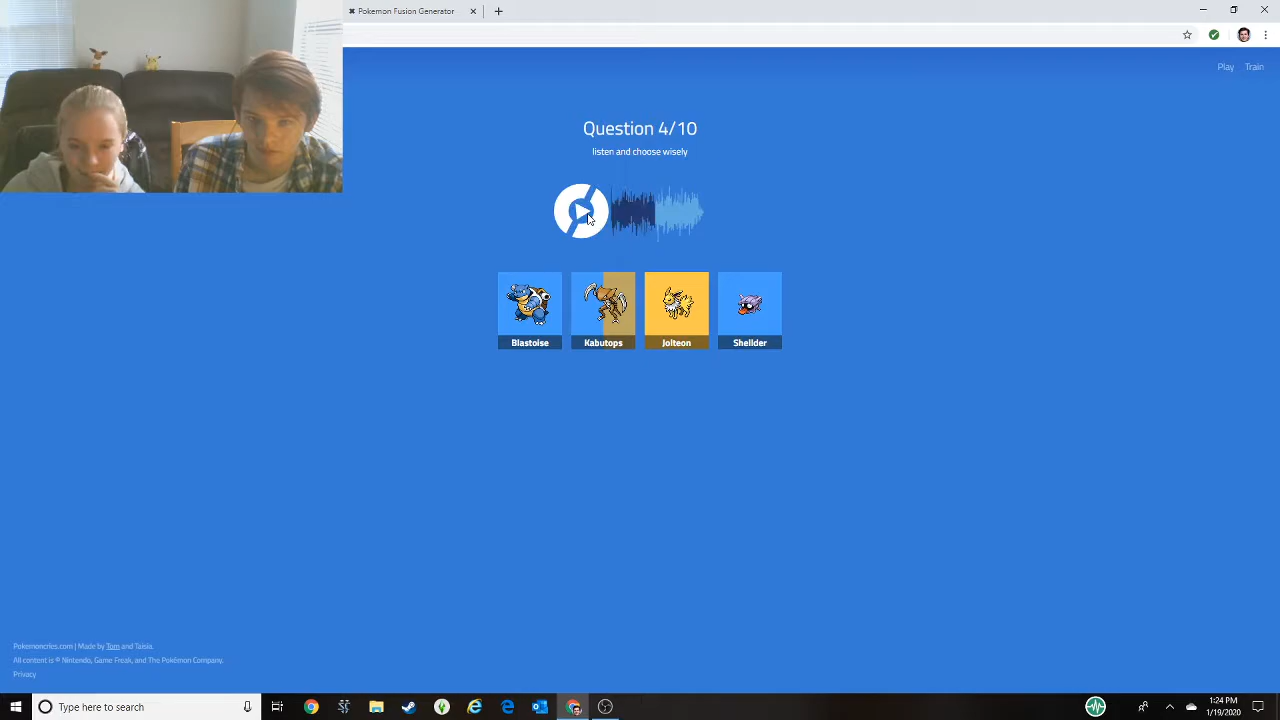 Pokemon Fusion Generator
Play Train
Question 4/10
listen and choose wisely
Blastoise Kabutops Jolteon Shellder
Pokemoncries.com | Made by Tom and Taisia.
All content is © Nintendo, Game Freak, and The Pokémon Company.
Privacy
Type here to search
1:24 PM
1/19/2020